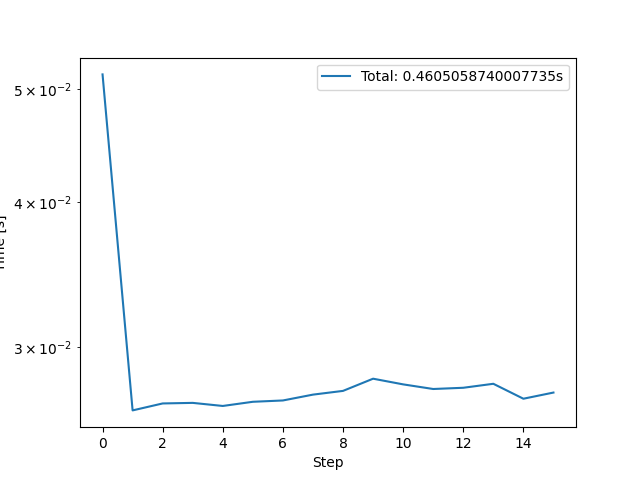 Total: 0.4605058740007735s
5 × 10⁻²
4 × 10⁻²
3 × 10⁻²
[s]
0 2 4 6 8 10 12 14
Step